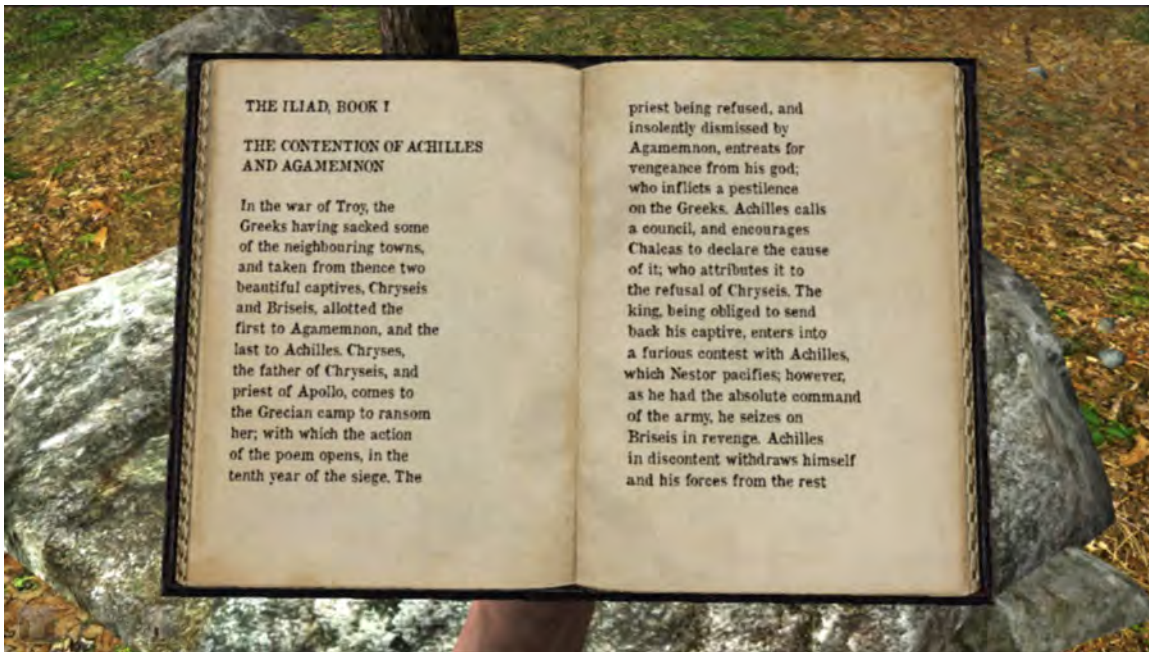 THE ILIAD, BOOK I
THE CONTENTION OF ACHILLES
AND AGAMEMNON
In the war of Troy, the
Greeks having sacked some
of the neighbouring towns,
and taken from thence two
beautiful captives, Chryseis
and Briseis, allotted the
first to Agamemnon, and the
last to Achilles. Chryses,
the father of Chryseis, and
priest of Apollo, comes to
the Grecian camp to ransom
her; with which the action
of the poem opens, in the
tenth year of the siege. The
priest being refused, and
insolently dismissed by
Agamemnon, entreats for
vengeance from his god;
who inflicts a pestilence
on the Greeks. Achilles calls
a council, and encourages
Chalcas to declare the cause
of it; who attributes it to
the refusal of Chryseis. The
king, being obliged to send
back his captive, enters into
a furious contest with Achilles,
which Nestor pacifies; however,
as he had the absolute command
of the army, he seizes on
Briseis in revenge. Achilles
in discontent withdraws himself
and his forces from the rest